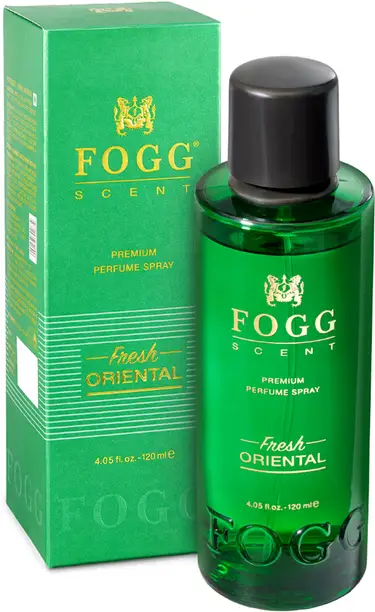 FOGG®
SCENT
PREMIUM
PERFUME SPRAY
Fresh
ORIENTAL
4.05 fl.oz.-120 ml ℮
FOGG
FOGG
SCENT
PREMIUM
PERFUME SPRAY
Fresh
ORIENTAL
4.05 fl.oz.-120 ml ℮
FOGG